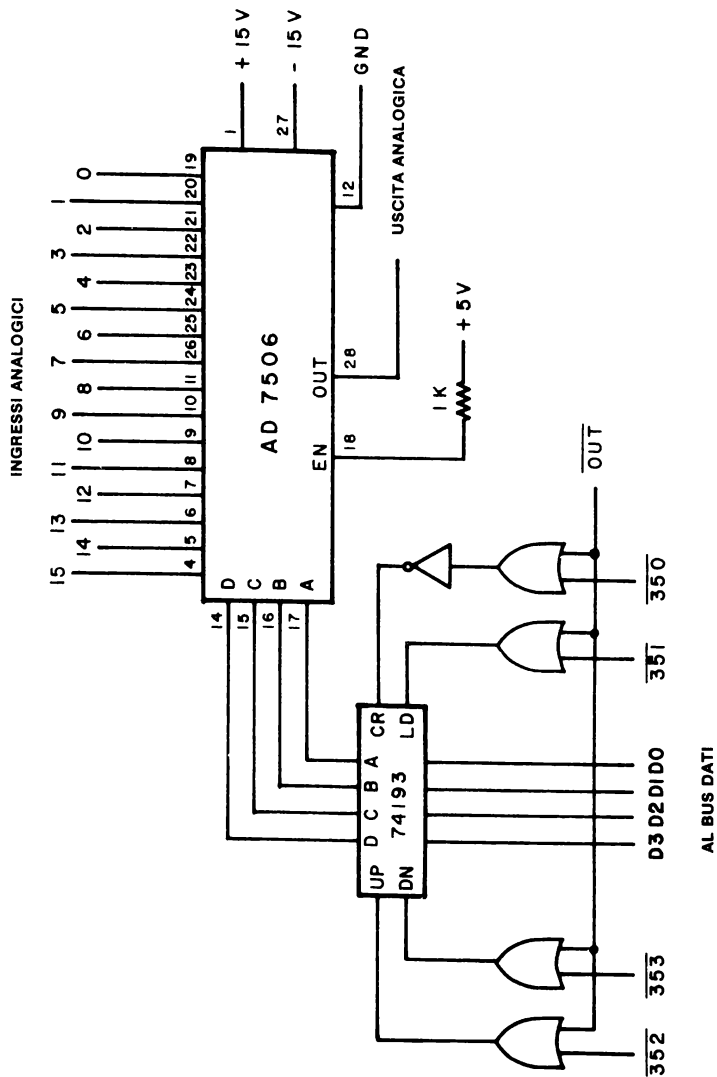 INGRESSI ANALOGICI
15 14 13 12 11 10 9 8 7 6 5 4 3 2 1 0
4 5 6 7 8 9 10 11 26 25 24 23 22 21 20 19
AD 7506
D
C
B
A
14
15
16
17
EN
OUT
18
28
12
1
27
+15V
-15V
GND
USCITA ANALOGICA
1K
+5V
UP
DN
D C B A
74193
CR
LD
OUT
352
353
D3 D2 D1 D0
351
350
AL BUS DATI